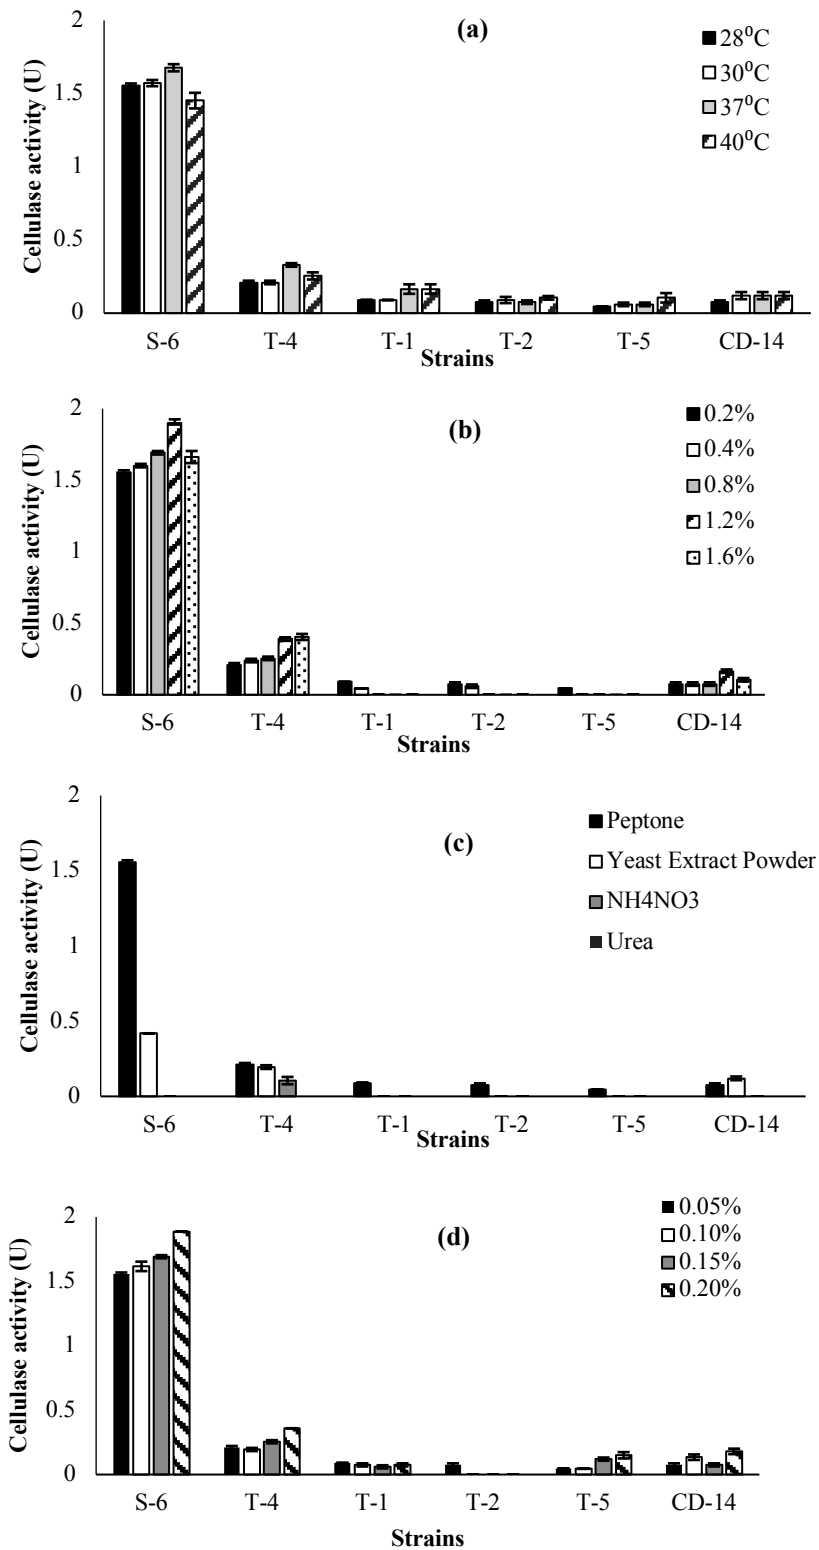 (a)
2
1.5
1
0.5
0
Cellulase activity (U)
28⁰C
30⁰C
37⁰C
40⁰C
S-6 T-4 T-1 T-2 T-5 CD-14
Strains
(b)
2
1.5
1
0.5
0
Cellulase activity (U)
0.2%
0.4%
0.8%
1.2%
1.6%
S-6 T-4 T-1 T-2 T-5 CD-14
Strains
(c)
2
1.5
1
0.5
0
Cellulase activity (U)
Peptone
Yeast Extract Powder
NH4NO3
Urea
S-6 T-4 T-1 T-2 T-5 CD-14
Strains
(d)
2
1.5
1
0.5
0
Cellulase activity (U)
0.05%
0.10%
0.15%
0.20%
S-6 T-4 T-1 T-2 T-5 CD-14
Strains